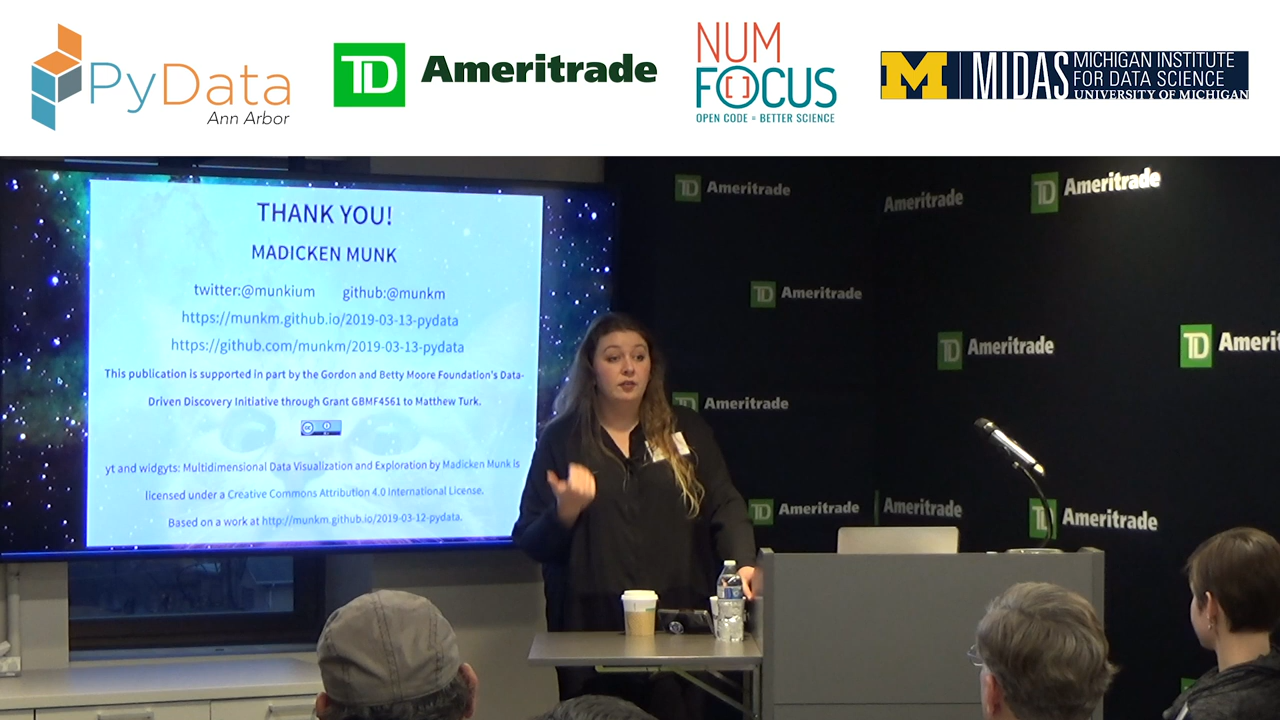 PyData
Ann Arbor
TD Ameritrade
NUM
FOCUS
OPEN CODE = BETTER SCIENCE
M MIDAS MICHIGAN INSTITUTE
FOR DATA SCIENCE
UNIVERSITY OF MICHIGAN
THANK YOU!
MADICKEN MUNK
twitter:@munkium github:@munkm
https://munkm.github.io/2019-03-13-pydata
https://github.com/munkm/2019-03-13-pydata
This publication is supported in part by the Gordon and Betty Moore Foundation's Data-
Driven Discovery Initiative through Grant GBMF4561 to Matthew Turk.
cc
yt and widgyts: Multidimensional Data Visualization and Exploration by Madicken Munk is
licensed under a Creative Commons Attribution 4.0 International License.
Based on a work at http://munkm.github.io/2019-03-12-pydata.
TD Ameritrade
Ameritrade
TD Ameritrade
TD Ameritrade
TD Ameritrade
TD Ameri
TD Ameritrade
TD Ameritrade
Ameritrade
TD Ameritrade